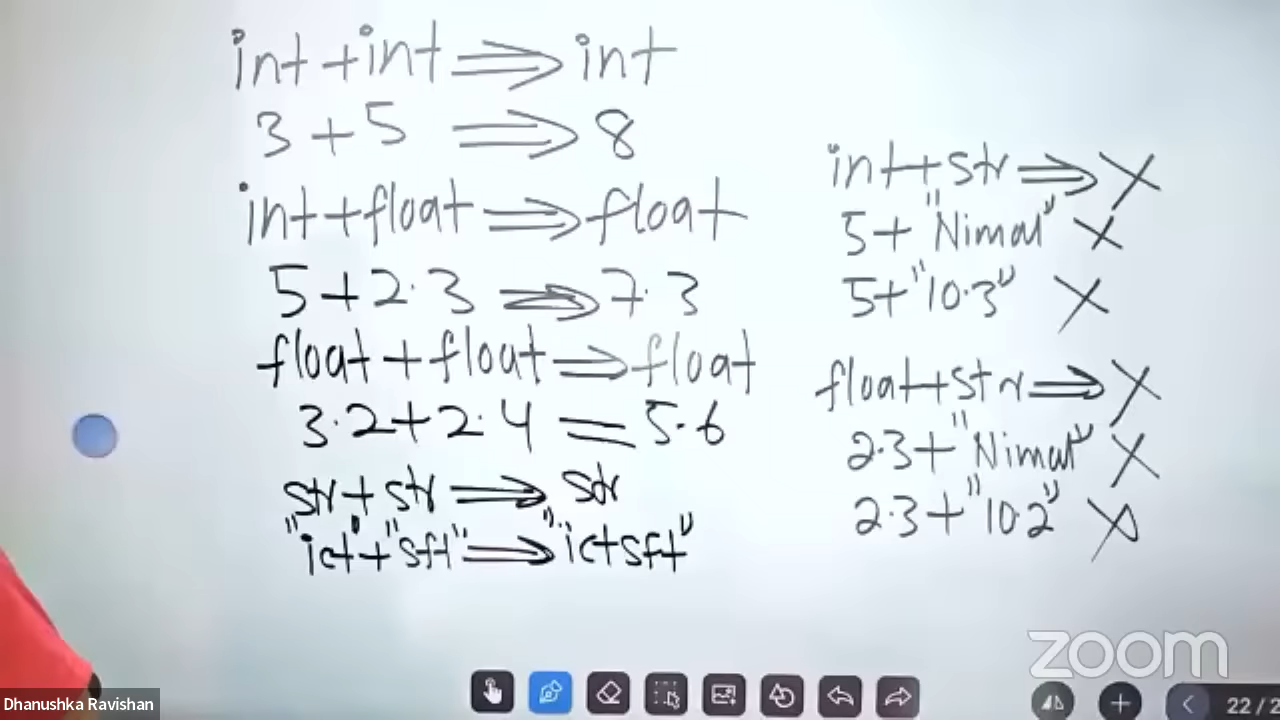 int + int ⟹ int
3 + 5 ⟹ 8
int + float ⟹ float
5 + 2.3 ⟹ 7.3
float + float ⟹ float
3.2 + 2.4 = 5.6
str + str ⟹ str
"ict" + "sft" ⟹ "ictsft"
int + str ⟹ X
5 + "Nimal" X
5 + "10.3" X
float + str ⟹ X
2.3 + "Nimal" X
2.3 + "10.2" X
zoom
Dhanushka Ravishan